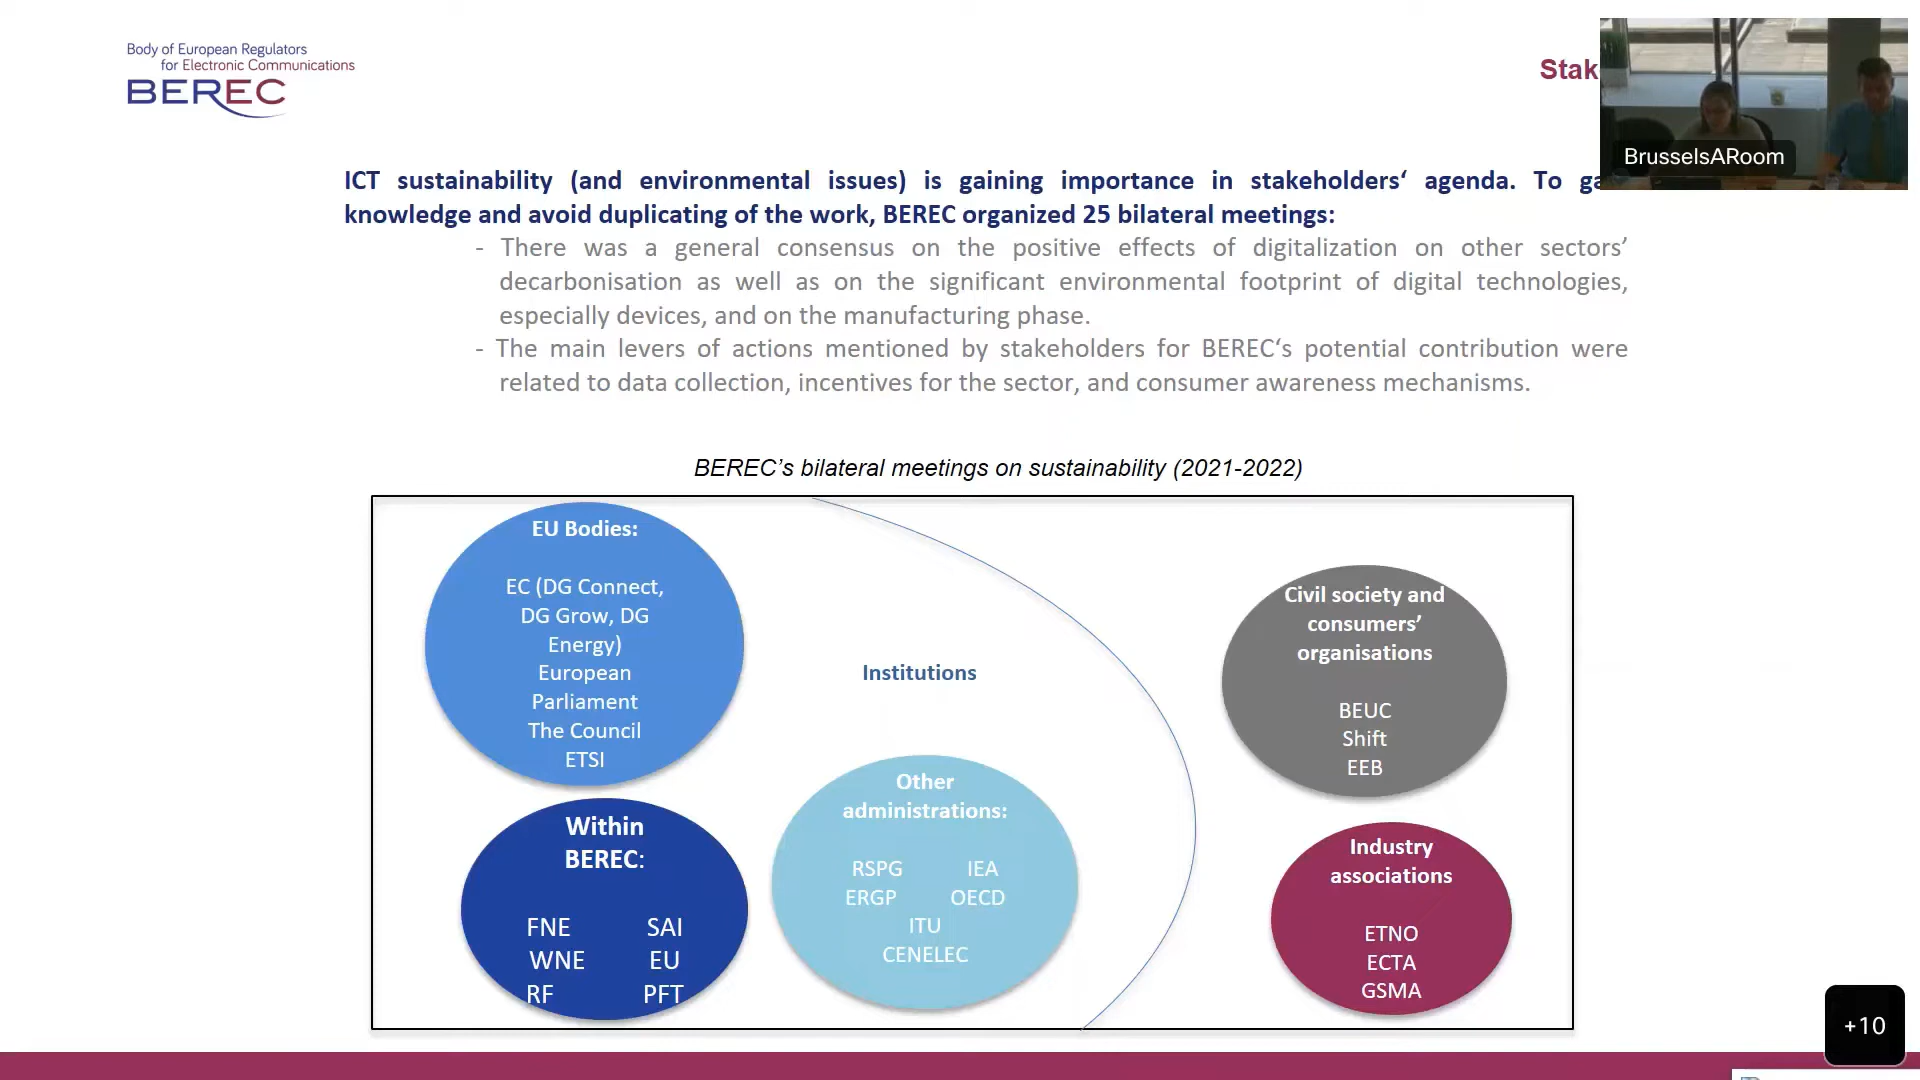 Body of European Regulators
for Electronic Communications
BEREC
Stak
BrusselsARoom
ICT sustainability (and environmental issues) is gaining importance in stakeholders‘ agenda. To ga
knowledge and avoid duplicating of the work, BEREC organized 25 bilateral meetings:
- There was a general consensus on the positive effects of digitalization on other sectors’
decarbonisation as well as on the significant environmental footprint of digital technologies,
especially devices, and on the manufacturing phase.
- The main levers of actions mentioned by stakeholders for BEREC‘s potential contribution were
related to data collection, incentives for the sector, and consumer awareness mechanisms.
BEREC’s bilateral meetings on sustainability (2021-2022)
EU Bodies:
EC (DG Connect,
DG Grow, DG
Energy)
European
Parliament
The Council
ETSI
Institutions
Civil society and
consumers’
organisations
BEUC
Shift
EEB
Within
BEREC:
FNE SAI
WNE EU
RF PFT
Other
administrations:
RSPG IEA
ERGP OECD
ITU
CENELEC
Industry
associations
ETNO
ECTA
GSMA
+10